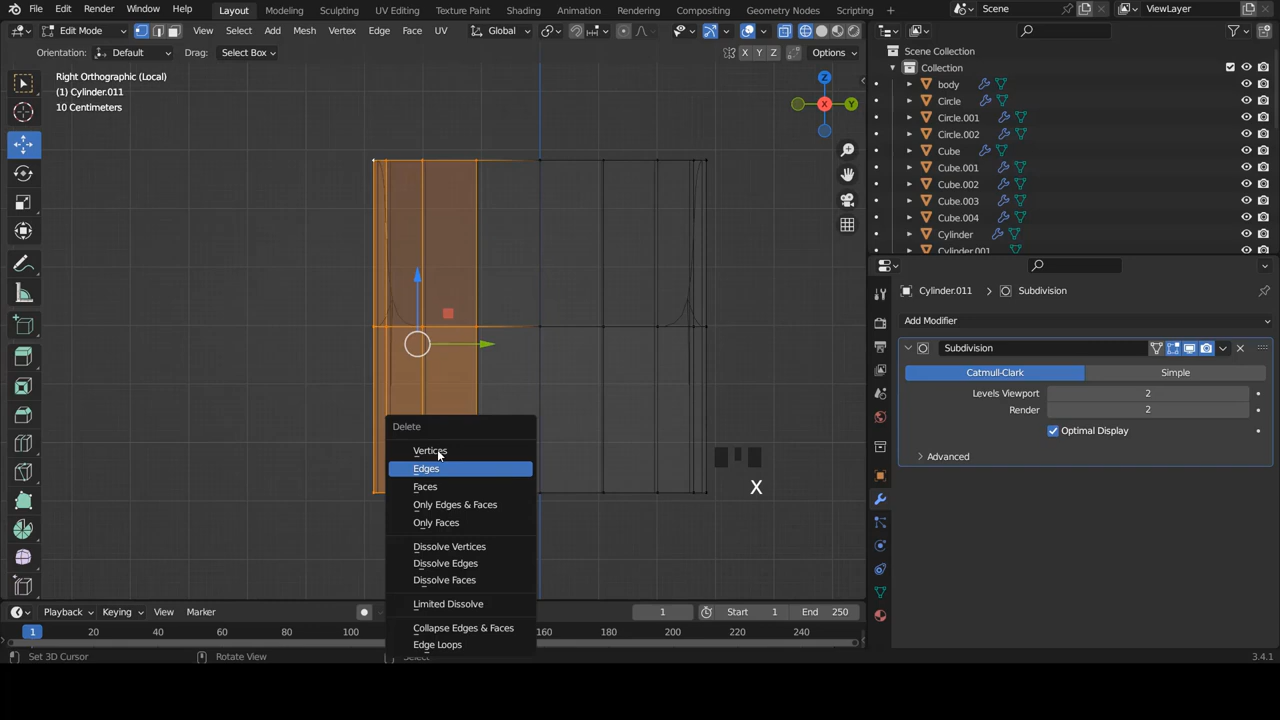 File Edit Render Window Help Layout Modeling Sculpting UV Editing Texture Paint Shading Animation Rendering Compositing Geometry Nodes Scripting Scene ViewLayer
Edit Mode View Select Add Mesh Vertex Edge Face UV Global
Orientation: Default Drag: Select Box X Y Z Options
Right Orthographic (Local)
(1) Cylinder.011
10 Centimeters
Z
X
Y
Delete
Vertices
Edges
Faces
Only Edges & Faces
Only Faces
Dissolve Vertices
Dissolve Edges
Dissolve Faces
Limited Dissolve
Collapse Edges & Faces
Edge Loops
X
Scene Collection
Collection
body
Circle
Circle.001
Circle.002
Cube
Cube.001
Cube.002
Cube.003
Cube.004
Cylinder
Cylinder.001
Cylinder.011 Subdivision
Add Modifier
Subdivision
Catmull-Clark Simple
Levels Viewport 2
Render 2
Optimal Display
Advanced
Playback Keying View Marker 1 Start 1 End 250
1 20 40 60 80 100 160 180 200 220 240
Set 3D Cursor Rotate View Select 3.4.1